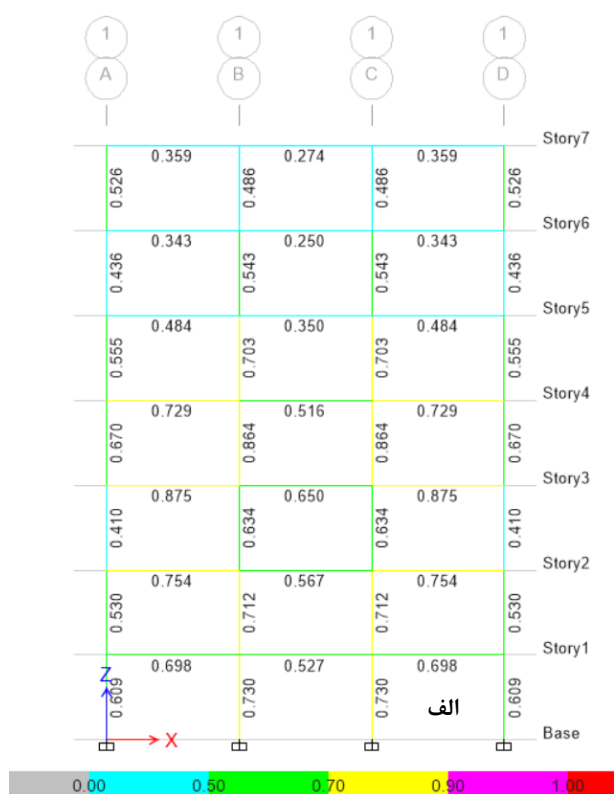 1 1 1 1
A B C D
Story7
0.359 0.274 0.359
0.526 0.486 0.486 0.526
Story6
0.343 0.250 0.343
0.436 0.543 0.543 0.436
Story5
0.484 0.350 0.484
0.555 0.703 0.703 0.555
Story4
0.729 0.516 0.729
0.670 0.864 0.864 0.670
Story3
0.875 0.650 0.875
0.410 0.634 0.634 0.410
Story2
0.754 0.567 0.754
0.530 0.712 0.712 0.530
Story1
0.698 0.527 0.698
Z
0.609 0.730 0.730 0.609
الف
X
Base
0.00 0.50 0.70 0.90 1.00